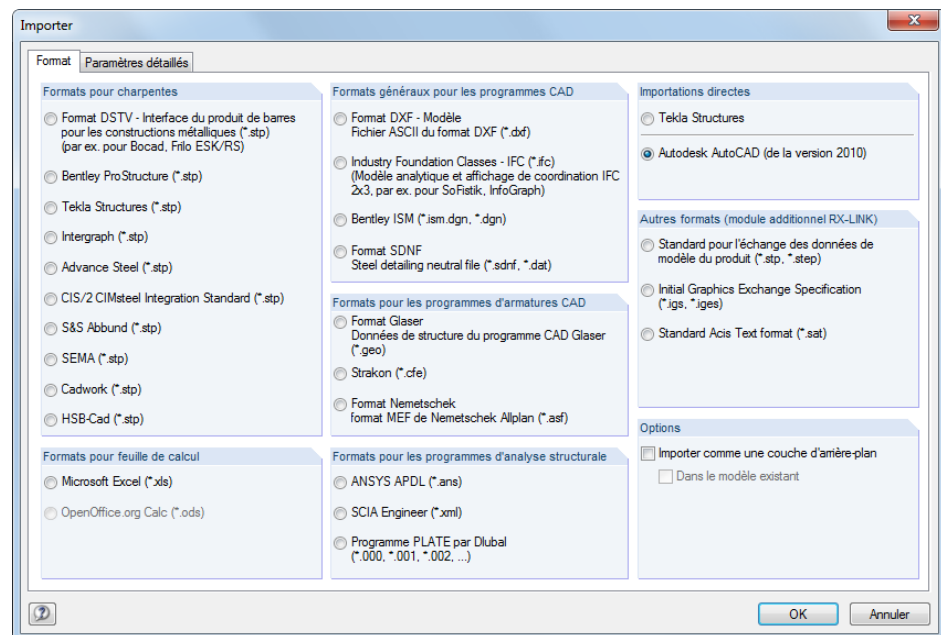 Importer
Format
Paramètres détaillés
Formats pour charpentes
Format DSTV - Interface du produit de barres
pour les constructions métalliques (*.stp)
(par ex. pour Bocad, Frilo ESK/RS)
Bentley ProStructure (*.stp)
Tekla Structures (*.stp)
Intergraph (*.stp)
Advance Steel (*.stp)
CIS/2 CIMsteel Integration Standard (*.stp)
S&S Abbund (*.stp)
SEMA (*.stp)
Cadwork (*.stp)
HSB-Cad (*.stp)
Formats pour feuille de calcul
Microsoft Excel (*.xls)
OpenOffice.org Calc (*.ods)
Formats généraux pour les programmes CAD
Format DXF - Modèle
Fichier ASCII du format DXF (*.dxf)
Industry Foundation Classes - IFC (*.ifc)
(Modèle analytique et affichage de coordination IFC
2x3, par ex. pour SoFistik, InfoGraph)
Bentley ISM (*.ism.dgn, *.dgn)
Format SDNF
Steel detailing neutral file (*.sdnf, *.dat)
Formats pour les programmes d'armatures CAD
Format Glaser
Données de structure du programme CAD Glaser
(*.geo)
Strakon (*.cfe)
Format Nemetschek
format MEF de Nemetschek Allplan (*.asf)
Formats pour les programmes d'analyse structurale
ANSYS APDL (*.ans)
SCIA Engineer (*.xml)
Programme PLATE par Dlubal
(*.000, *.001, *.002, ...)
Importations directes
Tekla Structures
Autodesk AutoCAD (de la version 2010)
Autres formats (module additionnel RX-LINK)
Standard pour l'échange des données de
modèle du produit (*.stp, *.step)
Initial Graphics Exchange Specification
(*.igs, *.iges)
Standard Acis Text format (*.sat)
Options
Importer comme une couche d'arrière-plan
Dans le modèle existant
OK
Annuler